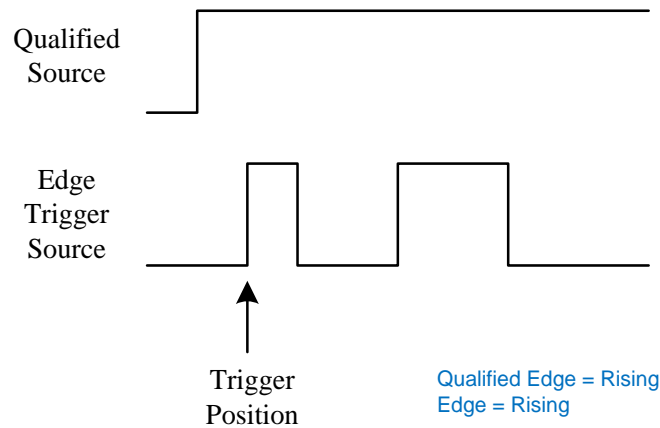 Qualified
Source
Edge
Trigger
Source
Trigger
Position
Qualified Edge = Rising
Edge = Rising